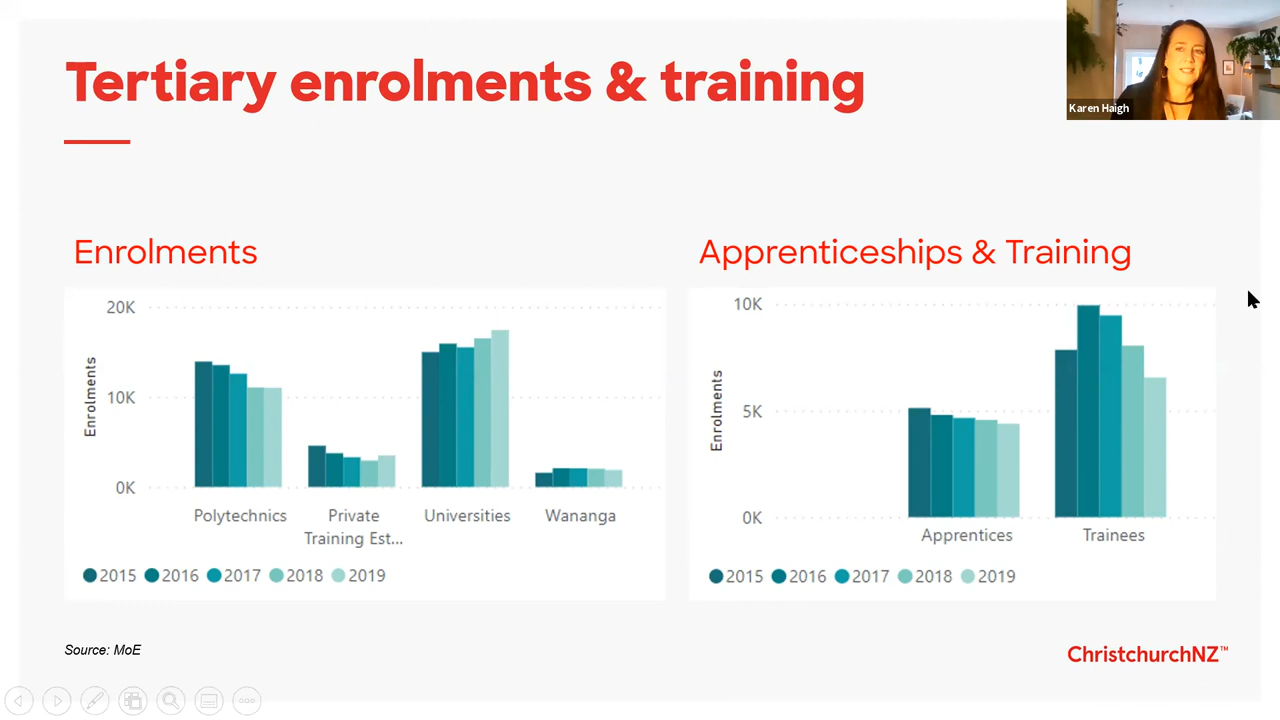 Tertiary enrolments & training
Karen Haigh
Enrolments
20K
10K
0K
Enrolments
Polytechnics
Private
Training Est...
Universities
Wananga
2015 2016 2017 2018 2019
Apprenticeships & Training
10K
5K
0K
Enrolments
Apprentices
Trainees
2015 2016 2017 2018 2019
Source: MoE
ChristchurchNZ™